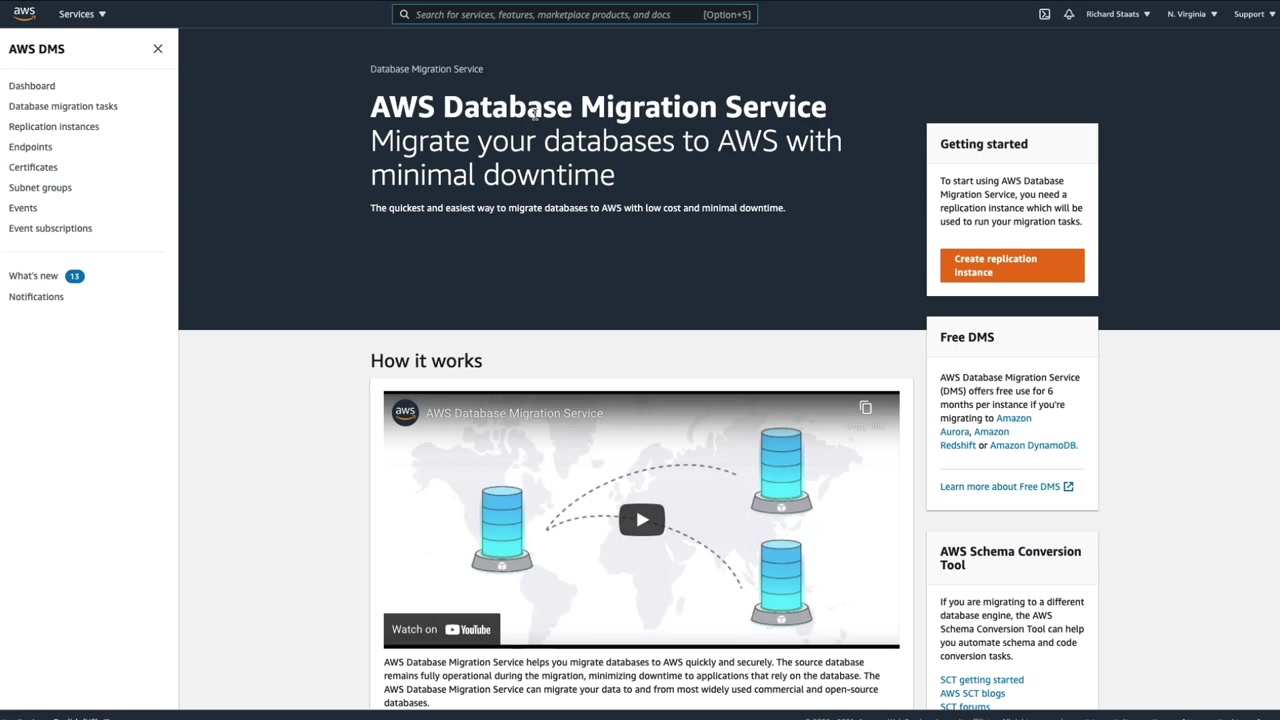 aws
Services
Search for services, features, marketplace products, and docs
[Option+S]
Richard Staats
N. Virginia
Support
AWS DMS
Dashboard
Database migration tasks
Replication instances
Endpoints
Certificates
Subnet groups
Events
Event subscriptions
What's new 13
Notifications
Database Migration Service
AWS Database Migration Service
Migrate your databases to AWS with
minimal downtime
The quickest and easiest way to migrate databases to AWS with low cost and minimal downtime.
Getting started
To start using AWS Database
Migration Service, you need a
replication instance which will be
used to run your migration tasks.
Create replication
instance
How it works
aws
AWS Database Migration Service
Copy link
Watch on YouTube
AWS Database Migration Service helps you migrate databases to AWS quickly and securely. The source database
remains fully operational during the migration, minimizing downtime to applications that rely on the database. The
AWS Database Migration Service can migrate your data to and from most widely used commercial and open-source
databases.
Free DMS
AWS Database Migration Service
(DMS) offers free use for 6
months per instance if you're
migrating to Amazon
Aurora, Amazon
Redshift or Amazon DynamoDB.
Learn more about Free DMS
AWS Schema Conversion
Tool
If you are migrating to a different
database engine, the AWS
Schema Conversion Tool can help
you automate schema and code
conversion tasks.
SCT getting started
AWS SCT blogs
SCT forums